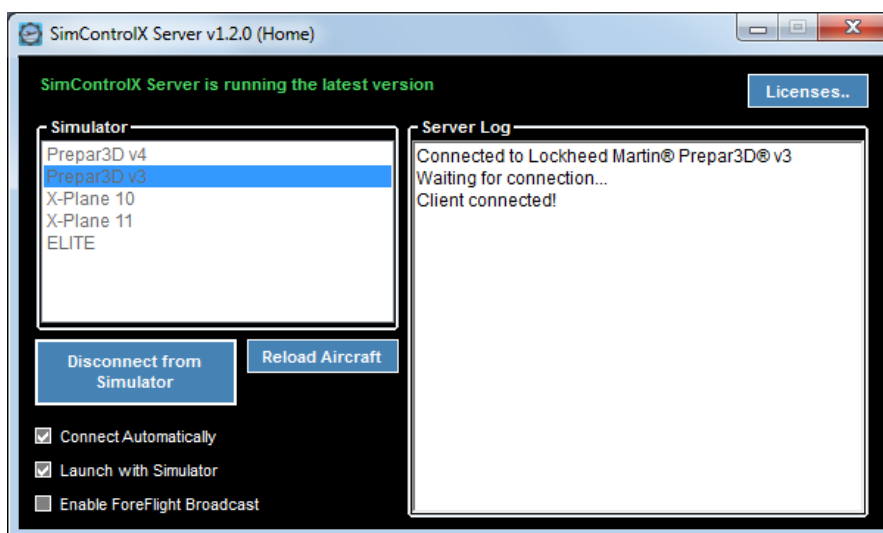 SimControlX Server v1.2.0 (Home)
SimControlX Server is running the latest version
Licenses..
Simulator
Prepar3D v4
Prepar3D v3
X-Plane 10
X-Plane 11
ELITE
Disconnect from
Simulator
Reload Aircraft
Connect Automatically
Launch with Simulator
Enable ForeFlight Broadcast
Server Log
Connected to Lockheed Martin® Prepar3D® v3
Waiting for connection...
Client connected!